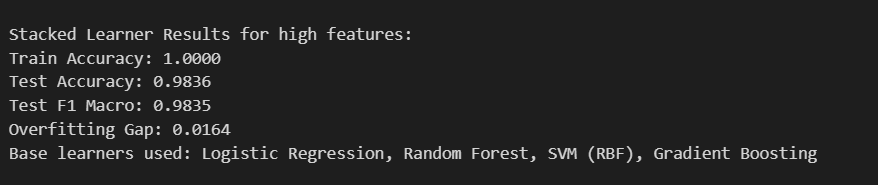 Stacked Learner Results for high features:
Train Accuracy: 1.0000
Test Accuracy: 0.9836
Test F1 Macro: 0.9835
Overfitting Gap: 0.0164
Base learners used: Logistic Regression, Random Forest, SVM (RBF), Gradient Boosting